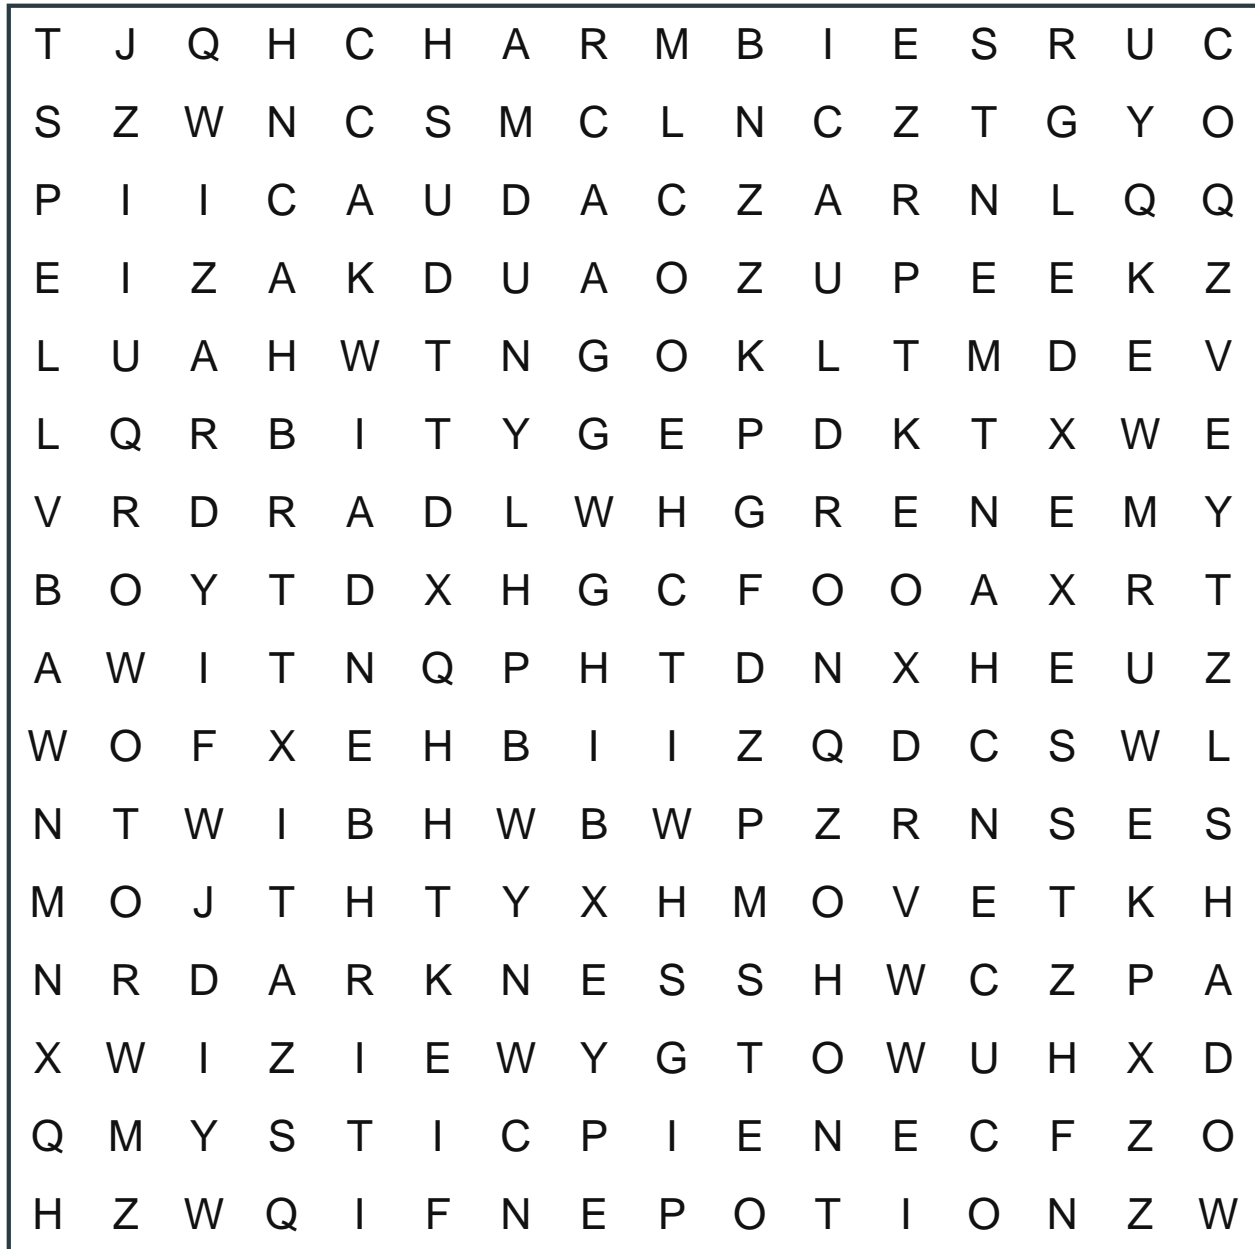 T J Q H C H A R M B I E S R U C
S Z W N C S M C L N C Z T G Y O
P I I C A U D A C Z A R N L Q Q
E I Z A K D U A O Z U P E E K Z
L U A H W T N G O K L T M D E V
L Q R B I T Y G E P D K T X W E
V R D R A D L W H G R E N E M Y
B O Y T D X H G C F O O A X R T
A W I T N Q P H T D N X H E U Z
W O F X E H B I I Z Q D C S W L
N T W I B H W B W P Z R N S E S
M O J T H T Y X H M O V E T K H
N R D A R K N E S S H W C Z P A
X W I Z I E W Y G T O W U H X D
Q M Y S T I C P I E N E C F Z O
H Z W Q I F N E P O T I O N Z W